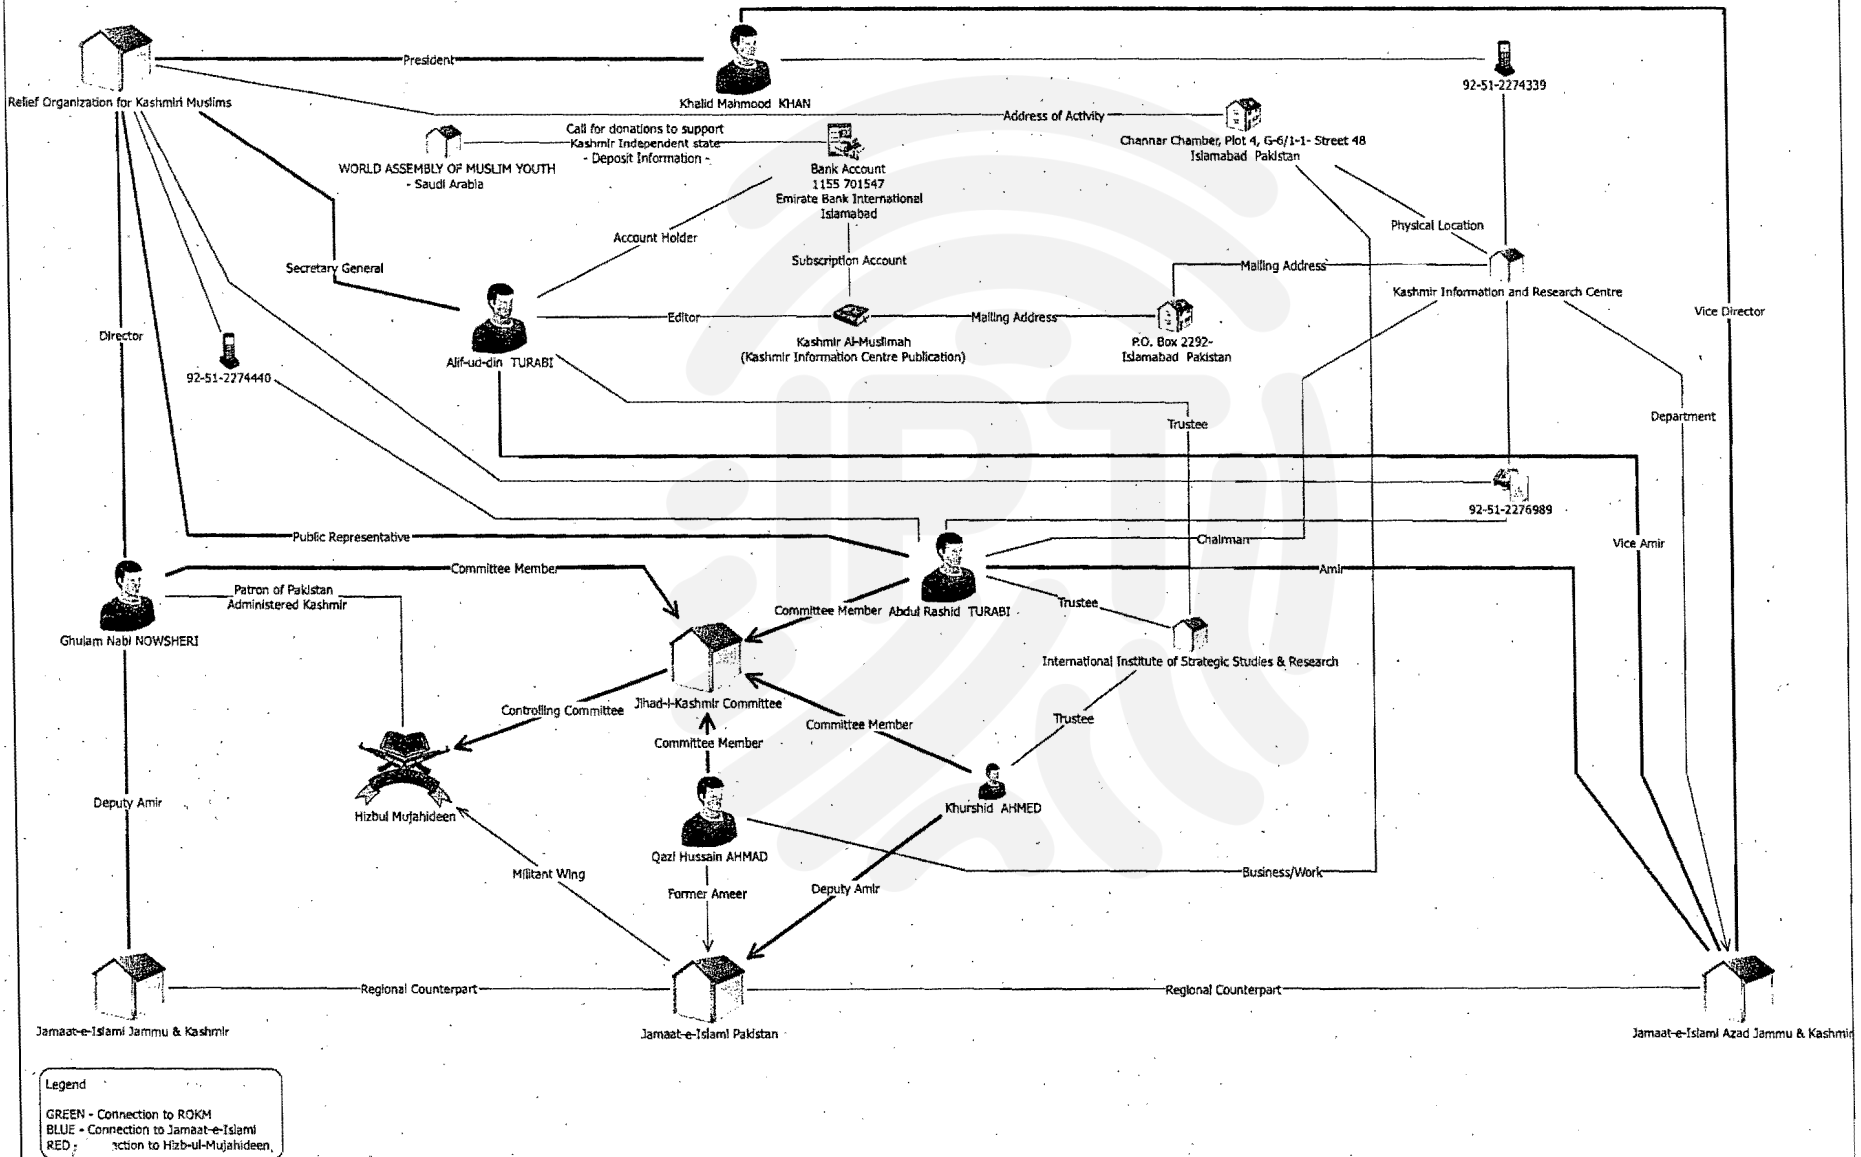 President
Relief Organization for Kashmiri Muslims
Khalid Mahmood KHAN
92-51-2274339
Address of Activity
Call for donations to support
Kashmir Independent state
- Deposit Information -
WORLD ASSEMBLY OF MUSLIM YOUTH
- Saudi Arabia
Bank Account
1155 701547
Emirate Bank International
Islamabad
Channar Chamber, Plot 4, G-6/1-1- Street 48
Islamabad Pakistan
Physical Location
Account Holder
Subscription Account
Secretary General
Mailing Address
Kashmir Information and Research Centre
Vice Director
Director
Editor
Mailing Address
Kashmir Al-Muslimah
(Kashmir Information Centre Publication)
P.O. Box 2292-
Islamabad Pakistan
Alif-ud-din TURABI
92-51-2274440
Trustee
Department
92-51-2276989
Public Representative
Chairman
Vice Amir
Committee Member
Amir
Patron of Pakistan
Administered Kashmir
Committee Member
Abdul Rashid TURABI
Trustee
Ghulam Nabi NOWSHERI
International Institute of Strategic Studies & Research
Controlling Committee
Jihad-i-Kashmir Committee
Committee Member
Trustee
Committee Member
Deputy Amir
Hizbul Mujahideen
Khurshid AHMED
Qazi Hussain AHMAD
Militant Wing
Former Ameer
Deputy Amir
Business/Work
Regional Counterpart
Regional Counterpart
Jamaat-e-Islami Jammu & Kashmir
Jamaat-e-Islami Pakistan
Jamaat-e-Islami Azad Jammu & Kashmir
Legend
GREEN - Connection to ROKM
BLUE - Connection to Jamaat-e-Islami
RED - ction to Hizb-ul-Mujahideen
IPT